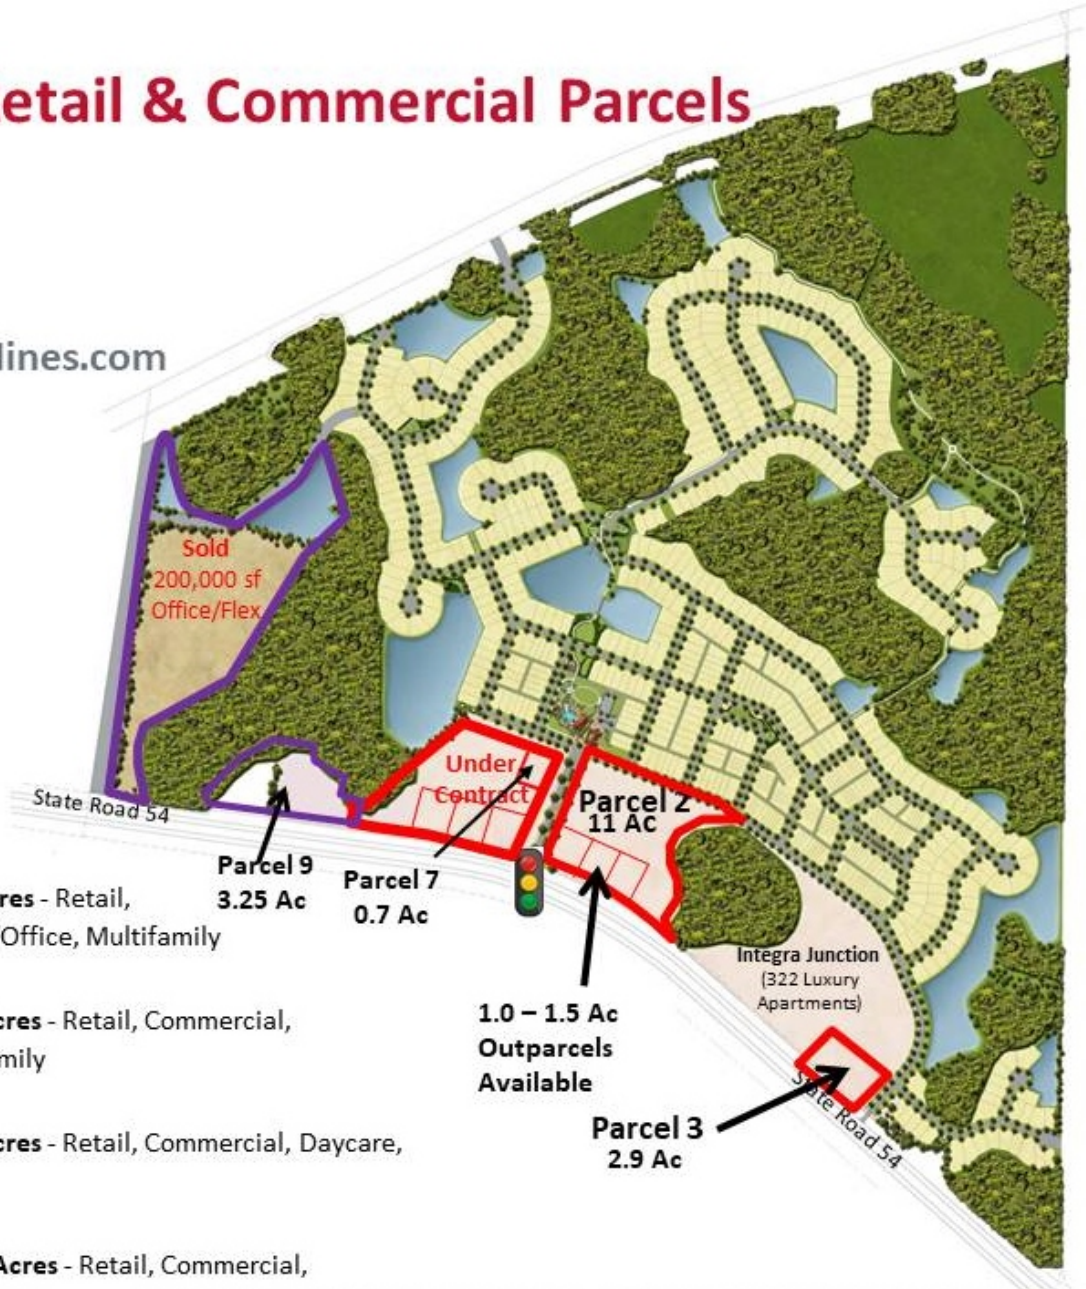 etail & Commercial Parcels
lines.com
Sold
200,000 sf
Office/Flex
Under
Contract
Parcel 2
11 Ac
State Road 54
Parcel 9
3.25 Ac
Parcel 7
0.7 Ac
res - Retail,
Office, Multifamily
Integra Junction
(322 Luxury
Apartments)
1.0 – 1.5 Ac
Outparcels
Available
cres - Retail, Commercial,
mily
State Road 54
Parcel 3
2.9 Ac
cres - Retail, Commercial, Daycare,
Acres - Retail, Commercial,